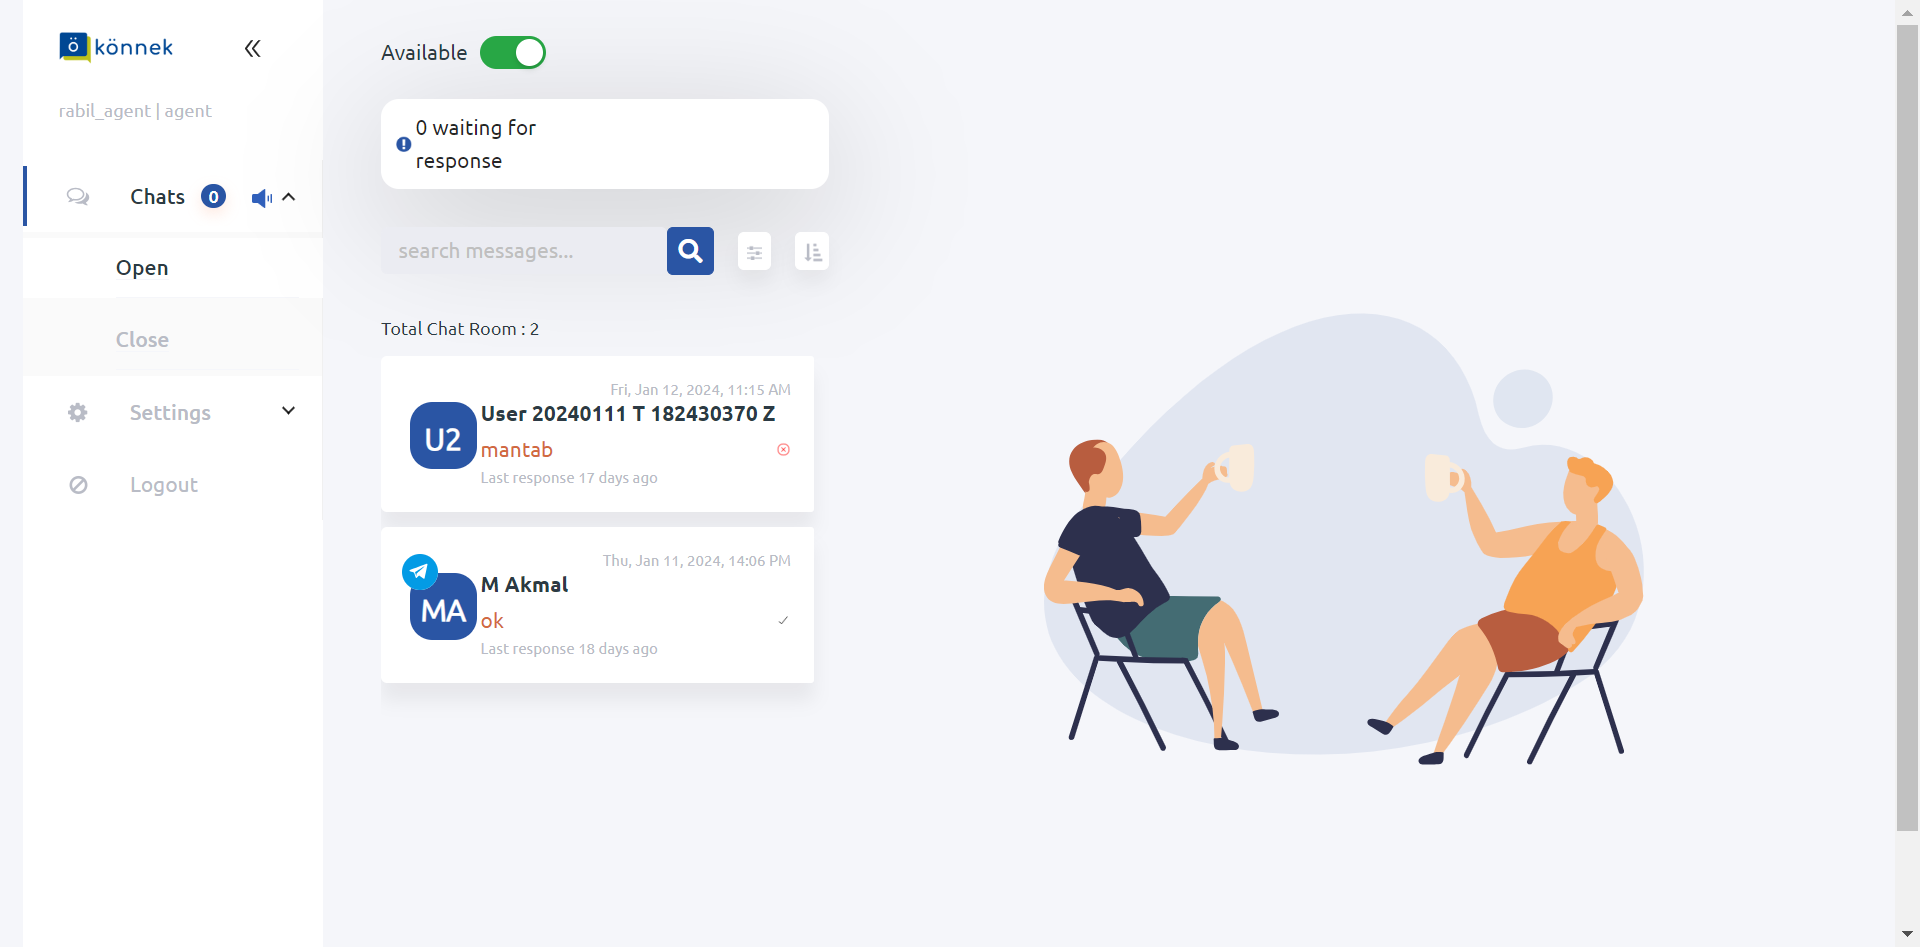 ö könnek
rabil_agent | agent
Chats 0
Open
Close
Settings
Logout
Available
0 waiting for
response
search messages...
Total Chat Room : 2
Fri, Jan 12, 2024, 11:15 AM
U2
User 20240111 T 182430370 Z
mantab
Last response 17 days ago
Thu, Jan 11, 2024, 14:06 PM
MA
M Akmal
ok
Last response 18 days ago